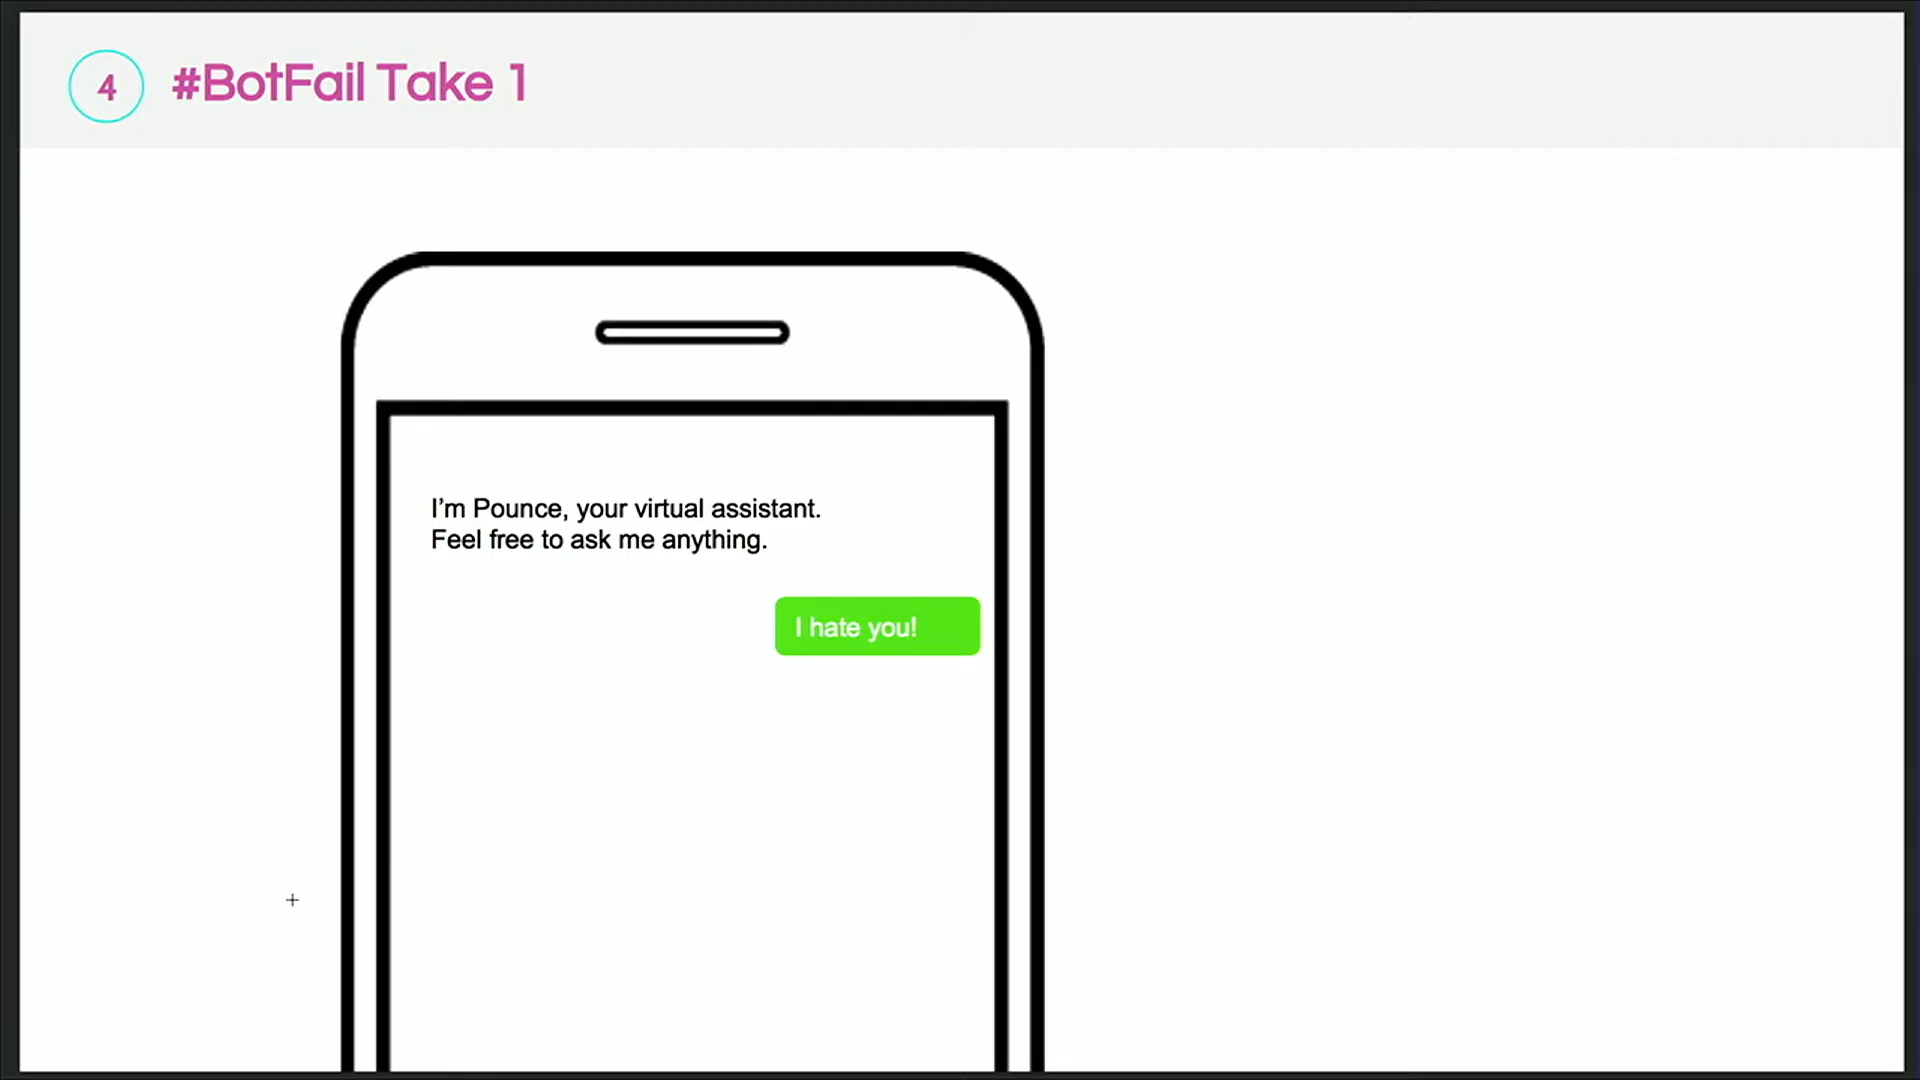 4
#BotFail Take 1
I’m Pounce, your virtual assistant.
Feel free to ask me anything.
I hate you!